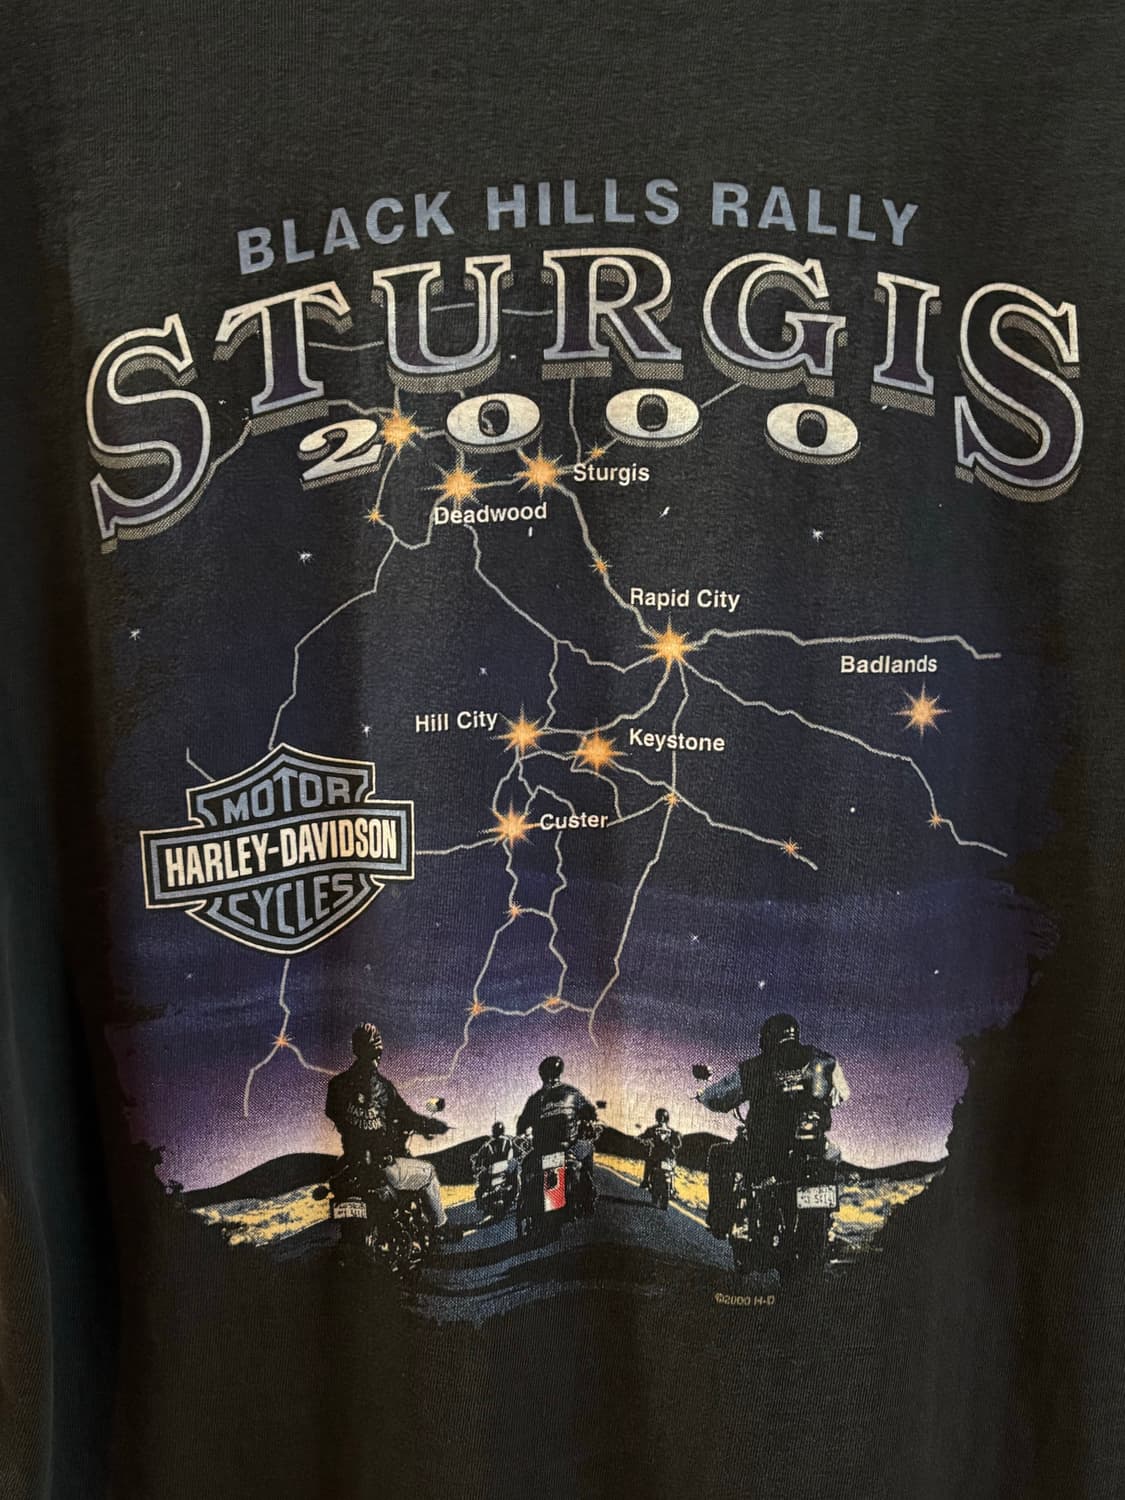 BLACK HILLS RALLY
STURGIS
2000
Sturgis
Deadwood
Rapid City
Badlands
Hill City
Keystone
Custer
MOTOR
HARLEY-DAVIDSON
CYCLES
©2000 H-D